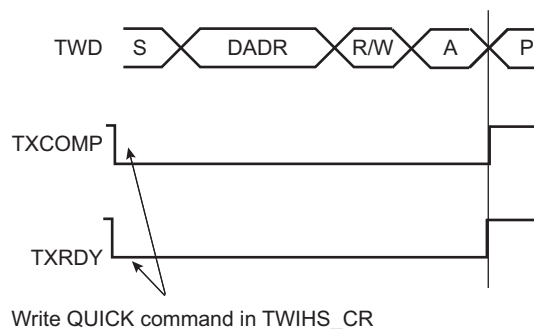 TWD S DADR R/W A P
TXCOMP
TXRDY
Write QUICK command in TWIHS_CR